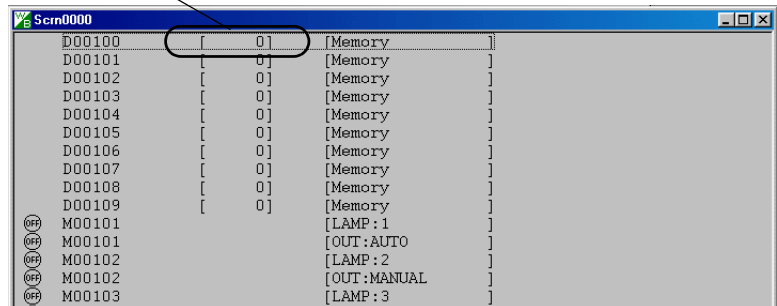 Scrn0000
D00100 [ 0] [Memory ]
D00101 [ 0] [Memory ]
D00102 [ 0] [Memory ]
D00103 [ 0] [Memory ]
D00104 [ 0] [Memory ]
D00105 [ 0] [Memory ]
D00106 [ 0] [Memory ]
D00107 [ 0] [Memory ]
D00108 [ 0] [Memory ]
D00109 [ 0] [Memory ]
OFF M00101 [LAMP:1 ]
OFF M00101 [OUT:AUTO ]
OFF M00102 [LAMP:2 ]
OFF M00102 [OUT:MANUAL ]
OFF M00103 [LAMP:3 ]